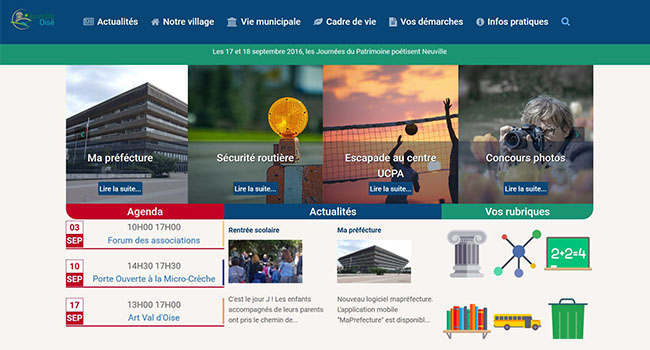 Neuville
Oise
Actualités Notre village Vie municipale Cadre de vie Vos démarches Infos pratiques
Les 17 et 18 septembre 2016, les Journées du Patrimoine poétisent Neuville
Ma préfécture
Lire la suite...
Sécurité routière
Lire la suite...
Escapade au centre
UCPA
Lire la suite...
Concours photos
Lire la suite...
Agenda
03
SEP
10H00 17H00
Forum des associations
10
SEP
14H30 17H30
Porte Ouverte à la Micro-Crèche
17
SEP
13H00 17H00
Art Val d'Oise
Actualités
Rentrée scolaire
C'est le jour J ! Les enfants
accompagnés de leurs parents
ont pris le chemin de...
Ma préfécture
Nouveau logiciel mapréfecture.
L'application mobile
"MaPrefecture" est disponibl...
Vos rubriques
2+2=4